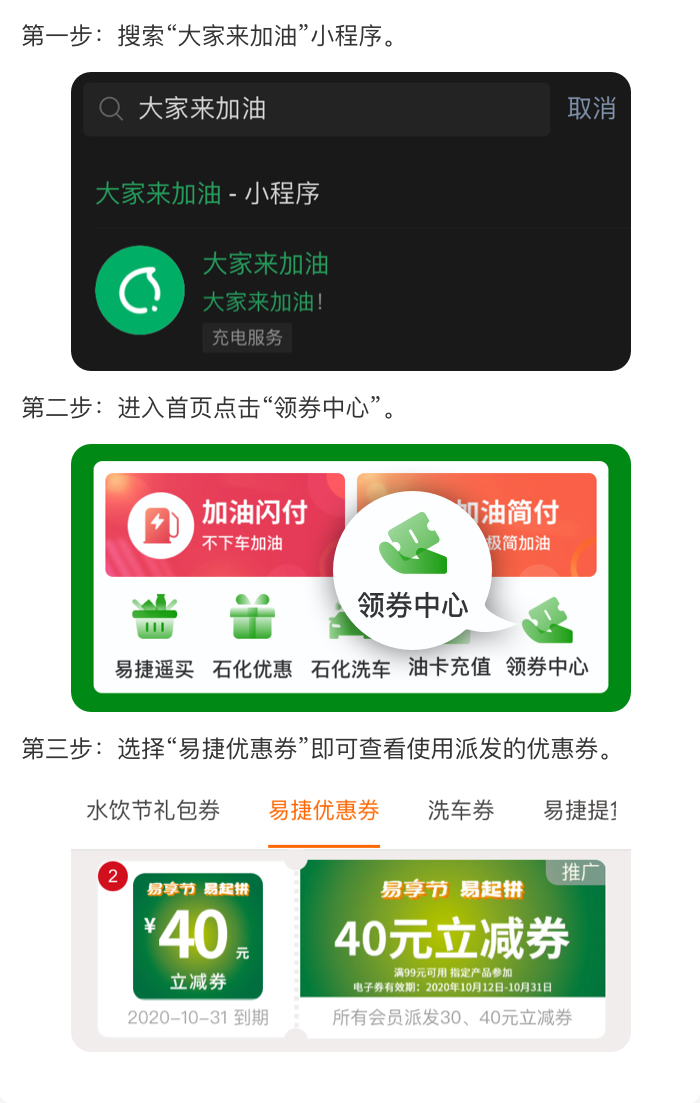 第一步：搜索“大家来加油”小程序。
大家来加油
取消
大家来加油 - 小程序
大家来加油
大家来加油！
充电服务
第二步：进入首页点击“领券中心”。
加油闪付
不下车加油
加油简付
极简加油
领券中心
易捷遥买
石化优惠
石化洗车
油卡充值
领券中心
第三步：选择“易捷优惠券”即可查看使用派发的优惠券。
水饮节礼包券
易捷优惠券
洗车券
易捷提
2
易享节 易起拼
¥40元
立减券
2020-10-31 到期
推广
易享节 易起拼
40元立减券
满99元可用 指定产品参加
电子券有效期：2020年10月12日-10月31日
所有会员派发30、40元立减券